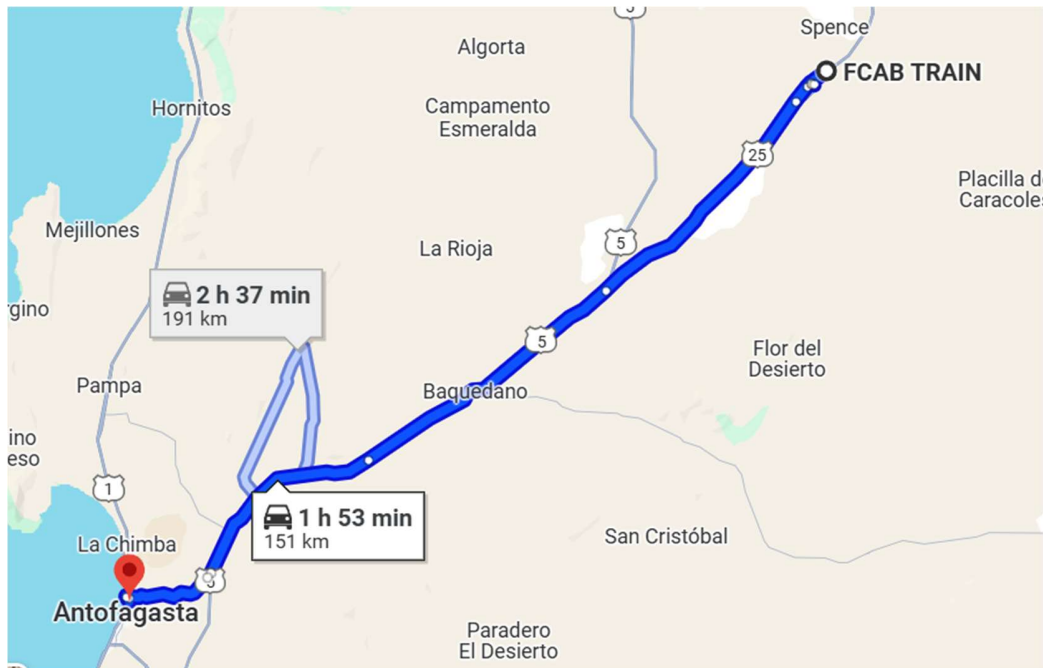 5
Spence
Algorta
FCAB TRAIN
Hornitos
Campamento
Esmeralda
25
Placilla d
Caracoles
Mejillones
5
La Rioja
2 h 37 min
191 km
gino
5
Flor del
Desierto
Pampa
Baquedano
ino
eso
1
1 h 53 min
151 km
La Chimba
San Cristóbal
5
Antofagasta
Paradero
El Desierto